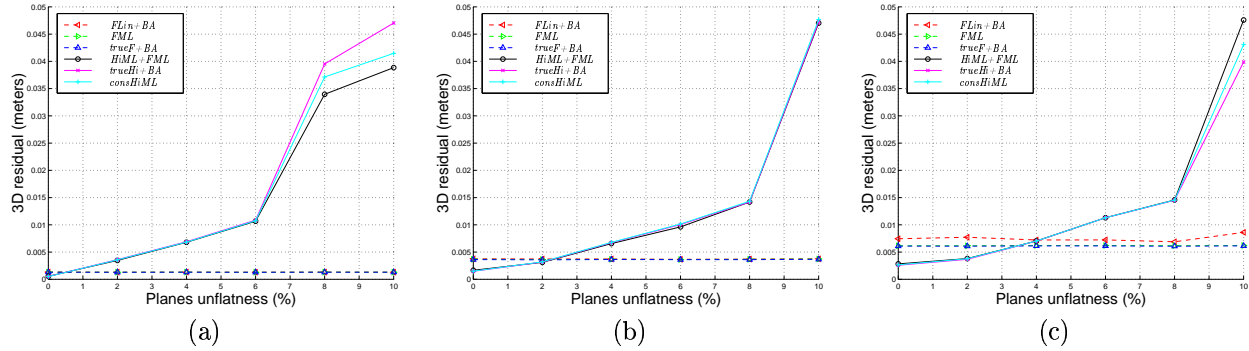 0.05
0.045
0.04
0.035
0.03
0.025
0.02
0.015
0.01
0.005
0
3D residual (meters)
FLin+BA
FML
trueF+BA
HiML+FML
trueHi+BA
consHiML
0 1 2 3 4 5 6 7 8 9 10
Planes unflatness (%)
(a)
0.05
0.045
0.04
0.035
0.03
0.025
0.02
0.015
0.01
0.005
0
3D residual (meters)
FLin+BA
FML
trueF+BA
HiML+FML
trueHi+BA
consHiML
0 1 2 3 4 5 6 7 8 9 10
Planes unflatness (%)
(b)
0.05
0.045
0.04
0.035
0.03
0.025
0.02
0.015
0.01
0.005
0
3D residual (meters)
FLin+BA
FML
trueF+BA
HiML+FML
trueHi+BA
consHiML
0 1 2 3 4 5 6 7 8 9 10
Planes unflatness (%)
(c)